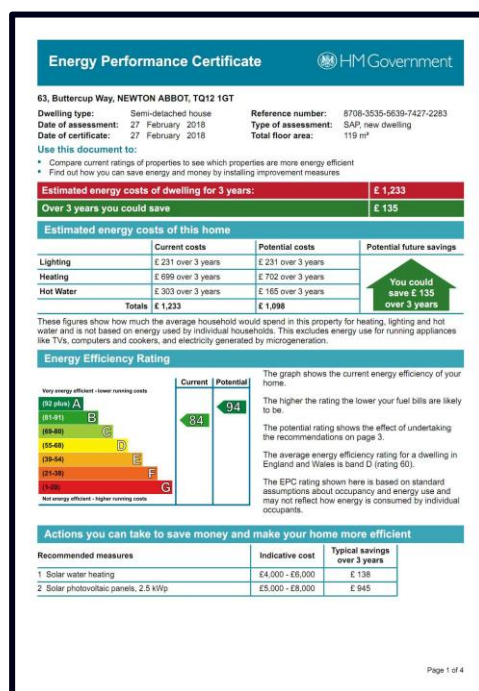 Energy Performance Certificate
HM Government
63, Buttercup Way, NEWTON ABBOT, TQ12 1GT
Dwelling type: Semi-detached house Reference number: 8708-3535-5639-7427-2283
Date of assessment: 27 February 2018 Type of assessment: SAP, new dwelling
Date of certificate: 27 February 2018 Total floor area: 119 m²
Use this document to:
• Compare current ratings of properties to see which properties are more energy efficient
• Find out how you can save energy and money by installing improvement measures
Estimated energy costs of dwelling for 3 years: £ 1,233
Over 3 years you could save £ 135
Estimated energy costs of this home
Current costs Potential costs Potential future savings
Lighting £ 231 over 3 years £ 231 over 3 years
Heating £ 699 over 3 years £ 702 over 3 years
Hot Water £ 303 over 3 years £ 165 over 3 years
Totals £ 1,233 £ 1,098
You could
save £ 135
over 3 years
These figures show how much the average household would spend in this property for heating, lighting and hot
water and is not based on energy used by individual households. This excludes energy use for running appliances
like TVs, computers and cookers, and electricity generated by microgeneration.
Energy Efficiency Rating
Current Potential
Very energy efficient - lower running costs
(92 plus) A
(81-91) B
(69-80) C
(55-68) D
(39-54) E
(21-38) F
(1-20) G
Not energy efficient - higher running costs
84
94
The graph shows the current energy efficiency of your
home.
The higher the rating the lower your fuel bills are likely
to be.
The potential rating shows the effect of undertaking
the recommendations on page 3.
The average energy efficiency rating for a dwelling in
England and Wales is band D (rating 60).
The EPC rating shown here is based on standard
assumptions about occupancy and energy use and
may not reflect how energy is consumed by individual
occupants.
Actions you can take to save money and make your home more efficient
Recommended measures Indicative cost Typical savings
over 3 years
1 Solar water heating £4,000 - £6,000 £ 138
2 Solar photovoltaic panels, 2.5 kWp £5,000 - £8,000 £ 945
Page 1 of 4